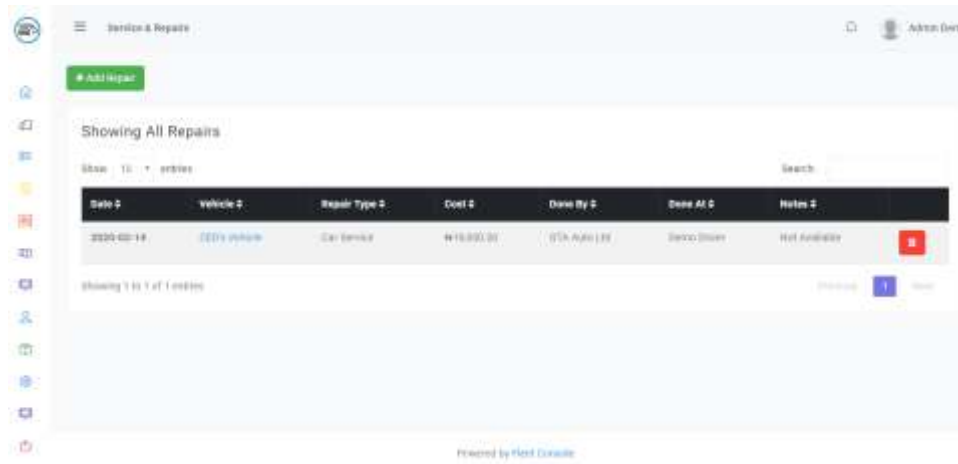 Service & Repairs
Add Repair
Showing All Repairs
Show 10 entries
Search
Date Vehicle Repair Type Cost Done By Done At Notes
2020-02-14 CEO's Vehicle Car Service Demo Driver Not Available
Showing 1 to 1 of 1 entries
Previous 1 Next
Powered by Fleet Console